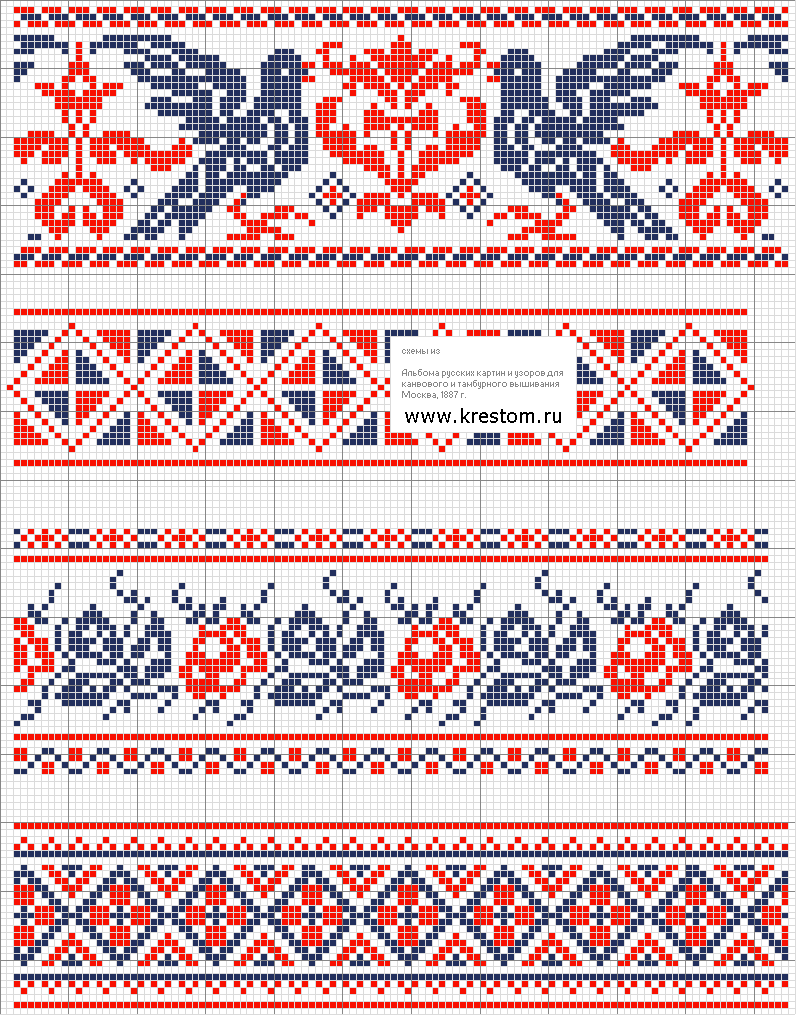 схемы из
Альбома русских картин и узоров для
канвового и тамбурного вышивания
Москва, 1887 г.
www.krestom.ru